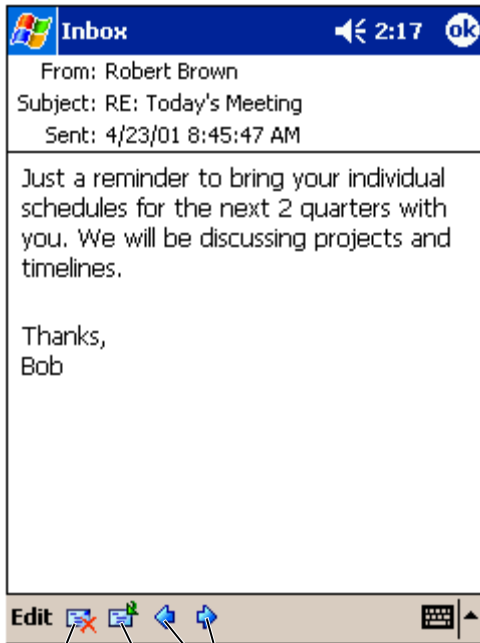 Inbox 2:17 ok
From: Robert Brown
Subject: RE: Today's Meeting
Sent: 4/23/01 8:45:47 AM
Just a reminder to bring your individual
schedules for the next 2 quarters with
you. We will be discussing projects and
timelines.
Thanks,
Bob
Edit